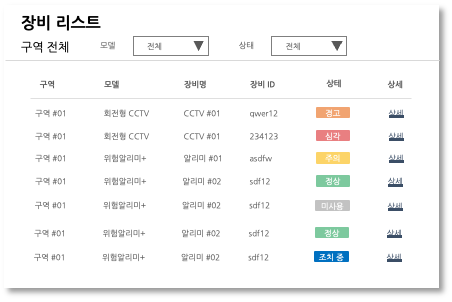 장비 리스트
구역 전체 모델 전체 상태 전체
구역 모델 장비명 장비 ID 상태 상세
구역 #01 회전형 CCTV CCTV #01 qwer12 경고 상세
구역 #01 회전형 CCTV CCTV #01 234123 심각 상세
구역 #01 위험알리미+ 알리미 #01 asdfw 주의 상세
구역 #01 위험알리미+ 알리미 #02 sdf12 정상 상세
구역 #01 위험알리미+ 알리미 #02 sdf12 미사용 상세
구역 #01 위험알리미+ 알리미 #02 sdf12 정상 상세
구역 #01 위험알리미+ 알리미 #02 sdf12 조치 중 상세